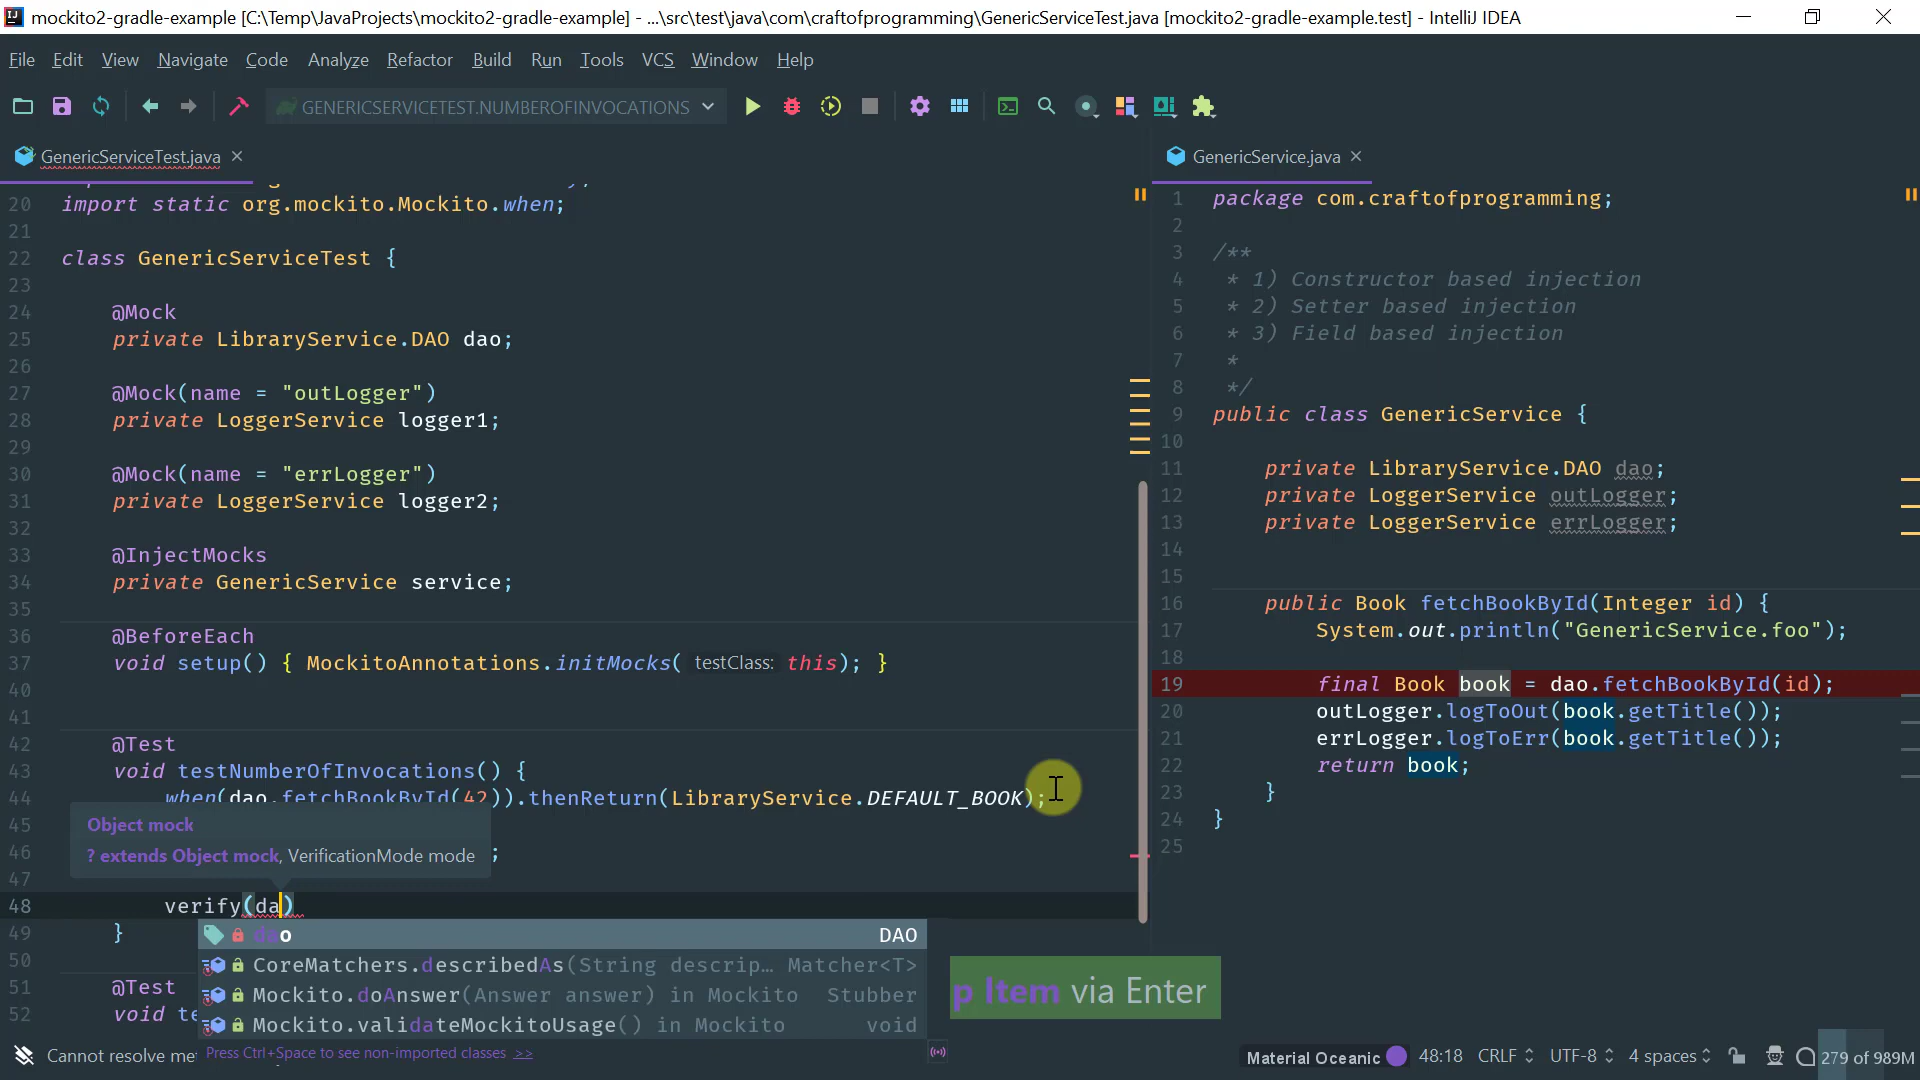 mockito2-gradle-example [C:\Temp\JavaProjects\mockito2-gradle-example] - ...\src\test\java\com\craftofprogramming\GenericServiceTest.java [mockito2-gradle-example.test] - IntelliJ IDEA
File Edit View Navigate Code Analyze Refactor Build Run Tools VCS Window Help
GENERICSERVICETEST.NUMBEROFINVOCATIONS
GenericServiceTest.java
20 import static org.mockito.Mockito.when;
21
22 class GenericServiceTest {
23
24 @Mock
25 private LibraryService.DAO dao;
26
27 @Mock(name = "outLogger")
28 private LoggerService logger1;
29
30 @Mock(name = "errLogger")
31 private LoggerService logger2;
32
33 @InjectMocks
34 private GenericService service;
35
36 @BeforeEach
37 void setup() { MockitoAnnotations.initMocks( testClass: this); }
40
41
42 @Test
43 void testNumberOfInvocations() {
44 when(dao.fetchBookById(42)).thenReturn(LibraryService.DEFAULT_BOOK);
45 Object mock
46 ? extends Object mock, VerificationMode mode ;
47
48 verify(da)
49 }
50
51 @Test
52 void te
dao DAO
CoreMatchers.describedAs(String descrip... Matcher<T>
Mockito.doAnswer(Answer answer) in Mockito Stubber
Mockito.validateMockitoUsage() in Mockito void
Press Ctrl+Space to see non-imported classes >>
p Item via Enter
GenericService.java
1 package com.craftofprogramming;
2
3 /**
4 * 1) Constructor based injection
5 * 2) Setter based injection
6 * 3) Field based injection
7 *
8 */
9 public class GenericService {
10
11 private LibraryService.DAO dao;
12 private LoggerService outLogger;
13 private LoggerService errLogger;
14
15
16 public Book fetchBookById(Integer id) {
17 System.out.println("GenericService.foo");
18
19 final Book book = dao.fetchBookById(id);
20 outLogger.logToOut(book.getTitle());
21 errLogger.logToErr(book.getTitle());
22 return book;
23 }
24 }
25
Cannot resolve me
Material Oceanic 48:18 CRLF UTF-8 4 spaces 279 of 989M